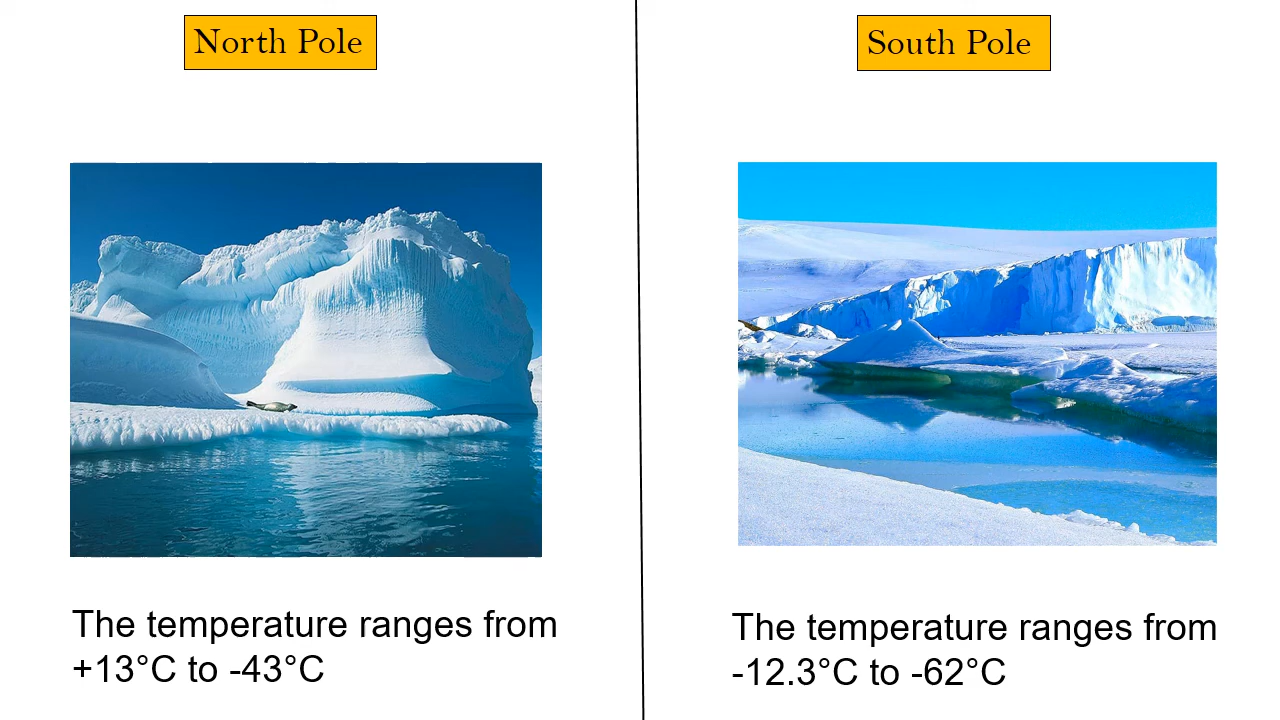 North Pole
South Pole
The temperature ranges from
+13°C to -43°C
The temperature ranges from
-12.3°C to -62°C